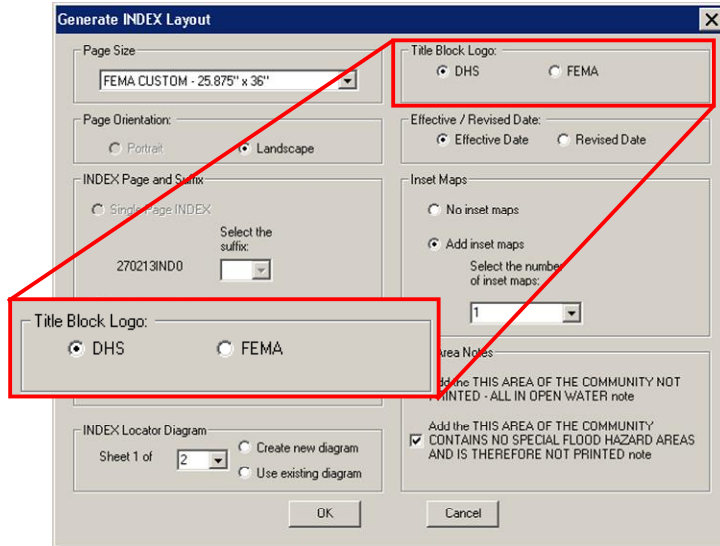 Generate INDEX Layout
Page Size
FEMA CUSTOM - 25.875" x 36"
Title Block Logo:
DHS
FEMA
Page Orientation:
Portrait
Landscape
Effective / Revised Date:
Effective Date
Revised Date
INDEX Page and Suffix
Single Page INDEX
Select the
suffix:
270213IND0
Inset Maps
No inset maps
Add inset maps
Select the number
of inset maps:
1
Title Block Logo:
DHS
FEMA
Area Notes
Add the THIS AREA OF THE COMMUNITY NOT
PRINTED - ALL IN OPEN WATER note
Add the THIS AREA OF THE COMMUNITY
CONTAINS NO SPECIAL FLOOD HAZARD AREAS
AND IS THEREFORE NOT PRINTED note
INDEX Locator Diagram
Sheet 1 of
2
Create new diagram
Use existing diagram
OK
Cancel